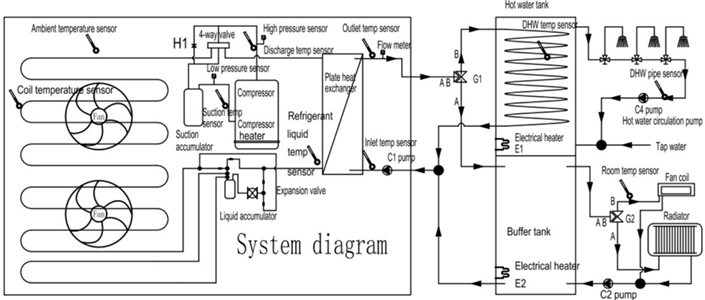 Hot water tank
Ambient temperature sensor
4-way valve
High pressure sensor
Outlet temp sensor
DHW temp sensor
H1
Discharge temp sensor
Flow meter
Low pressure sensor
B
Coil temperature sensor
Plate heat
exchanger
A B
G1
DHW pipe sensor
Fan
Compressor
A
Suction temp
sensor
Refrigerant
liquid
temp
sensor
C4 pump
Hot water circulation pump
Compressor
heater
Suction
accumulator
Electrical heater
E1
Inlet temp sensor
C1 pump
Tap water
Room temp sensor
Fan coil
Expansion valve
B
Fan
Liquid accumulator
A B
G2
Radiator
A
System diagram
Buffer tank
Electrical heater
E2
C2 pump